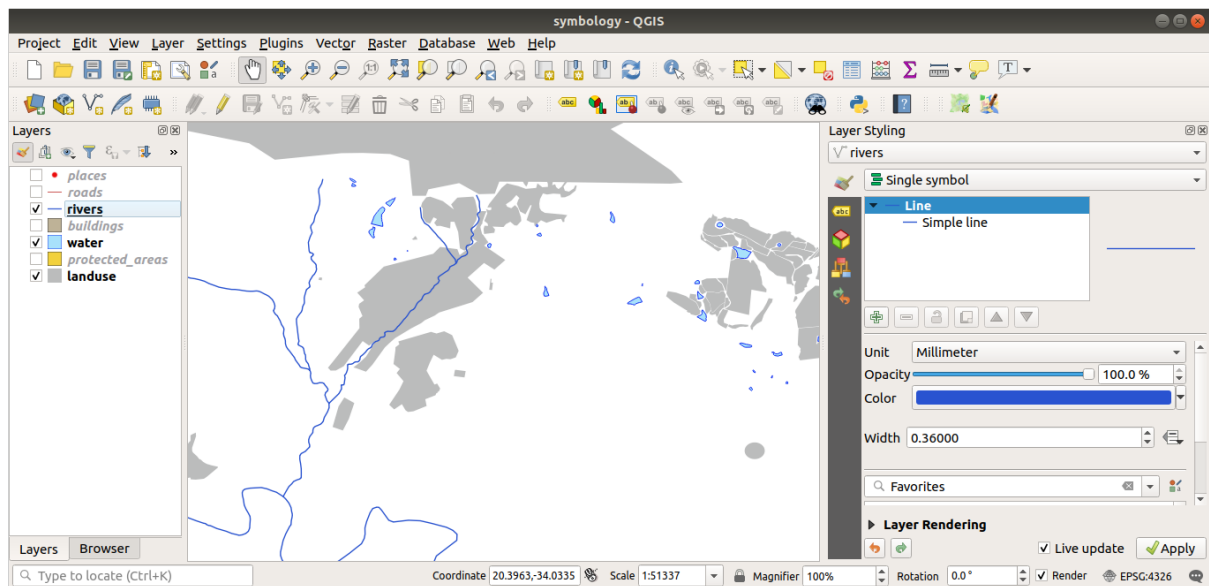 symbology - QGIS
Project Edit View Layer Settings Plugins Vector Raster Database Web Help
Layers
places
roads
rivers
buildings
water
protected_areas
landuse
Layers Browser
Layer Styling
rivers
Single symbol
Line
Simple line
Unit Millimeter
Opacity 100.0 %
Color
Width 0.36000
Favorites
Layer Rendering
Live update Apply
Type to locate (Ctrl+K) Coordinate 20.3963,-34.0335 Scale 1:51337 Magnifier 100% Rotation 0.0 ° Render EPSG:4326